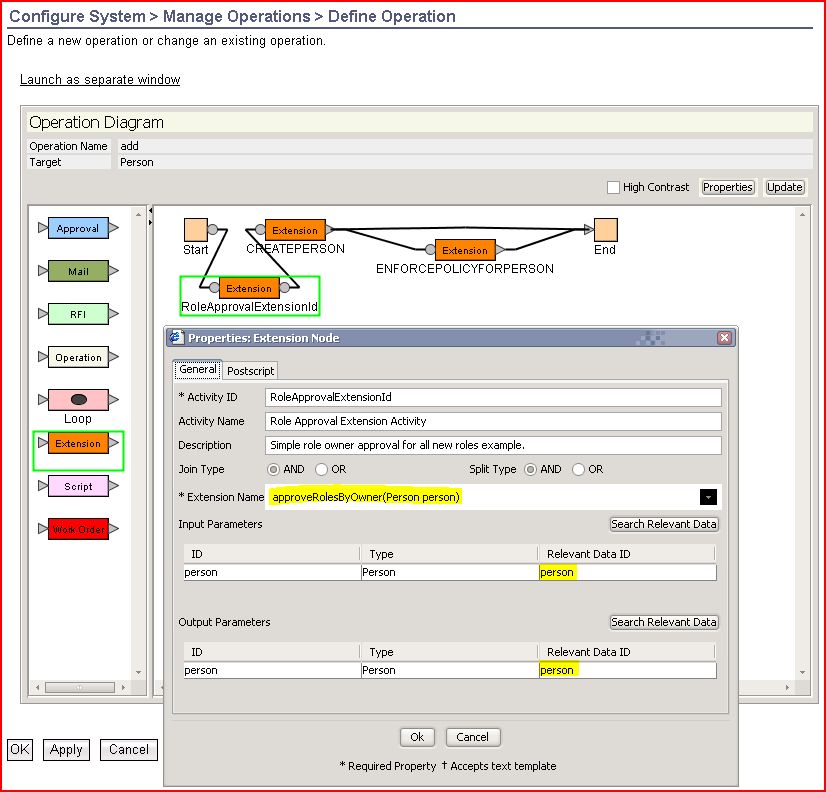 Configure System > Manage Operations > Define Operation
Define a new operation or change an existing operation.
Launch as separate window
Operation Diagram
Operation Name add
Target Person
High Contrast Properties Update
Approval
Mail
RFI
Operation
Loop
Extension
Script
Work Order
Start
Extension
CREATEPERSON
Extension
ENFORCEPOLICYFORPERSON
End
Extension
RoleApprovalExtensionId
Properties: Extension Node
General Postscript
* Activity ID RoleApprovalExtensionId
Activity Name Role Approval Extension Activity
Description Simple role owner approval for all new roles example.
Join Type AND OR Split Type AND OR
* Extension Name approveRolesByOwner(Person person)
Input Parameters Search Relevant Data
ID Type Relevant Data ID
person Person person
Output Parameters Search Relevant Data
ID Type Relevant Data ID
person Person person
Ok Cancel
* Required Property † Accepts text template
OK Apply Cancel